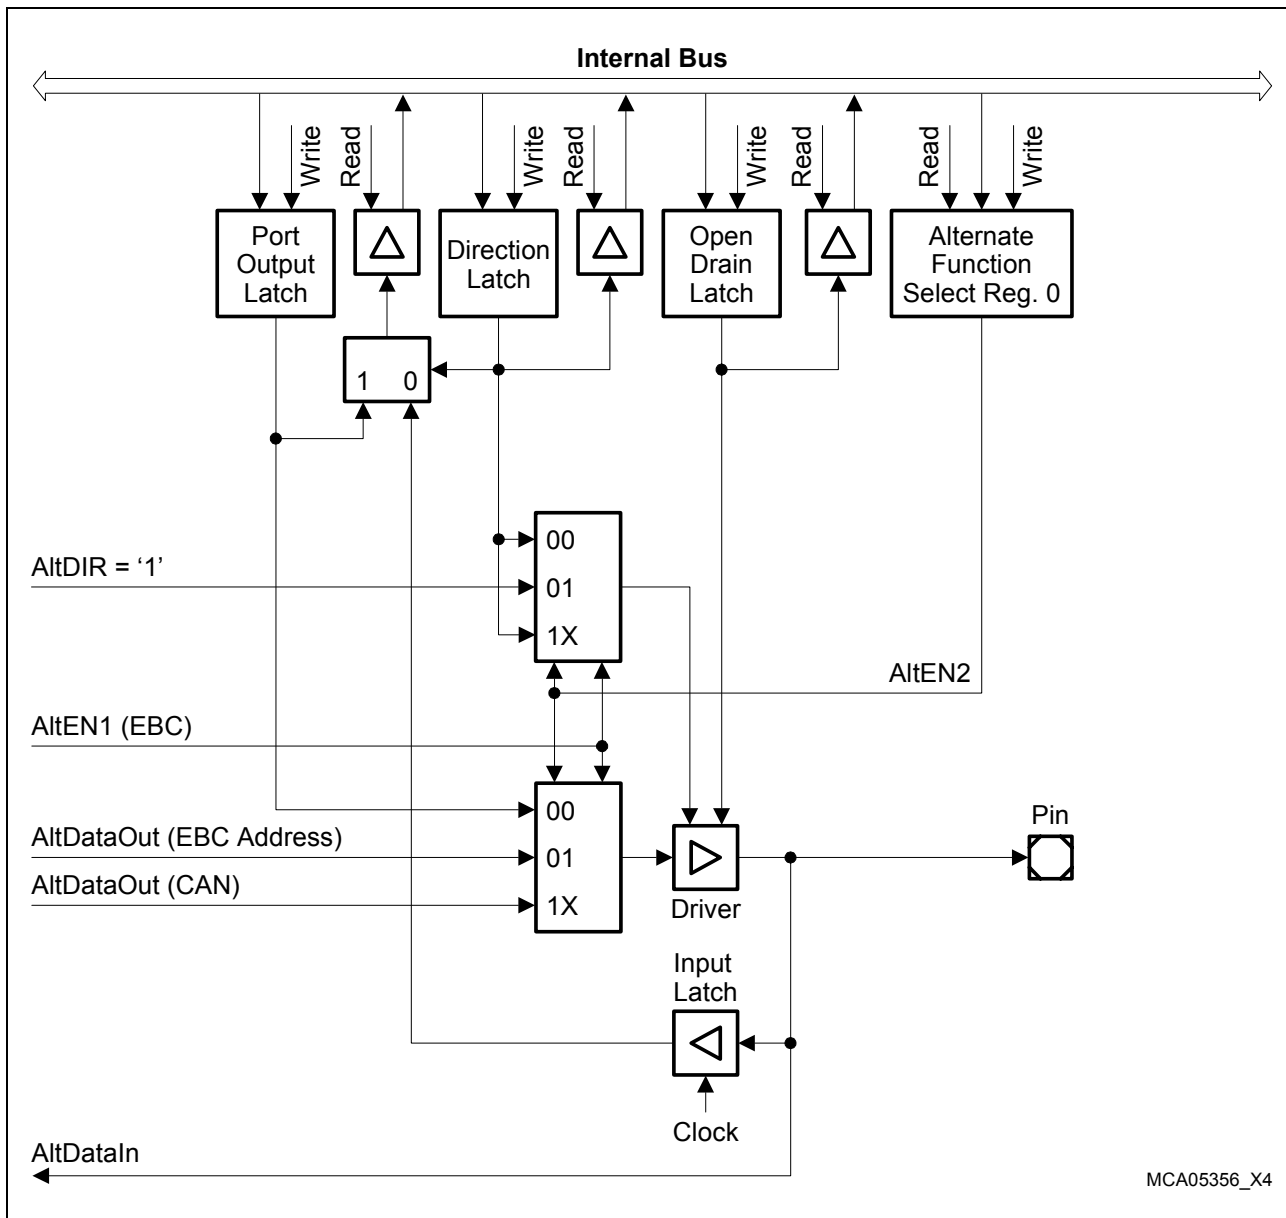 Internal Bus
Write
Read
Write
Read
Write
Read
Read
Write
Port
Output
Latch
Direction
Latch
Open
Drain
Latch
Alternate
Function
Select Reg. 0
1 0
00
AltDIR = ‘1’
01
1X
AltEN2
AltEN1 (EBC)
00
Pin
AltDataOut (EBC Address)
01
AltDataOut (CAN)
1X
Driver
Input
Latch
Clock
AltDataIn
MCA05356_X4